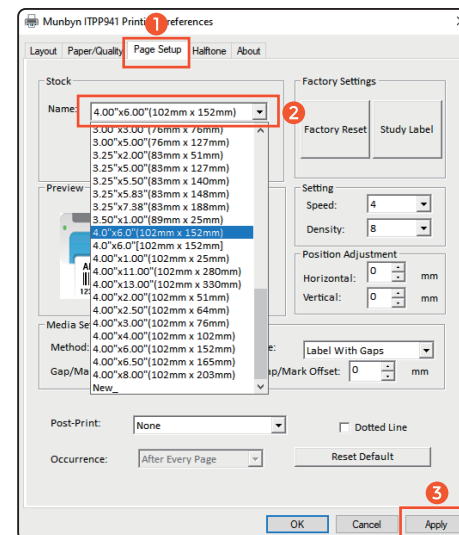 Munbyn ITPP941 Printi references
1
Layout Paper/Quality Page Setup Halftone About
Stock
Name: 4.00"x6.00"(102mm x 152mm)
2
3.00"x3.00"(76mm x 76mm)
3.00"x5.00"(76mm x 127mm)
3.25"x2.00"(83mm x 51mm)
3.25"x5.00"(83mm x 127mm)
3.25"x5.50"(83mm x 140mm)
3.25"x5.83"(83mm x 148mm)
3.25"x7.38"(83mm x 188mm)
3.50"x1.00"(89mm x 25mm)
4.0"x6.0"(102mm x 152mm)
4.0"x6.0"[102mm x 152mm]
4.00"x1.00"(102mm x 25mm)
4.00"x11.00"(102mm x 280mm)
4.00"x13.00"(102mm x 330mm)
4.00"x2.00"(102mm x 51mm)
4.00"x2.50"(102mm x 64mm)
4.00"x3.00"(102mm x 76mm)
4.00"x4.00"(102mm x 102mm)
4.00"x6.00"(102mm x 152mm)
4.00"x6.50"(102mm x 165mm)
4.00"x8.00"(102mm x 203mm)
New_
Factory Settings
Factory Reset Study Label
Preview
Setting
Speed: 4
Density: 8
Position Adjustment
Horizontal: 0 mm
Vertical: 0 mm
Media Se
Method: e: Label With Gaps
Gap/Ma p/Mark Offset: 0 mm
Post-Print: None
Dotted Line
Occurrence: After Every Page
Reset Default
3
OK Cancel Apply